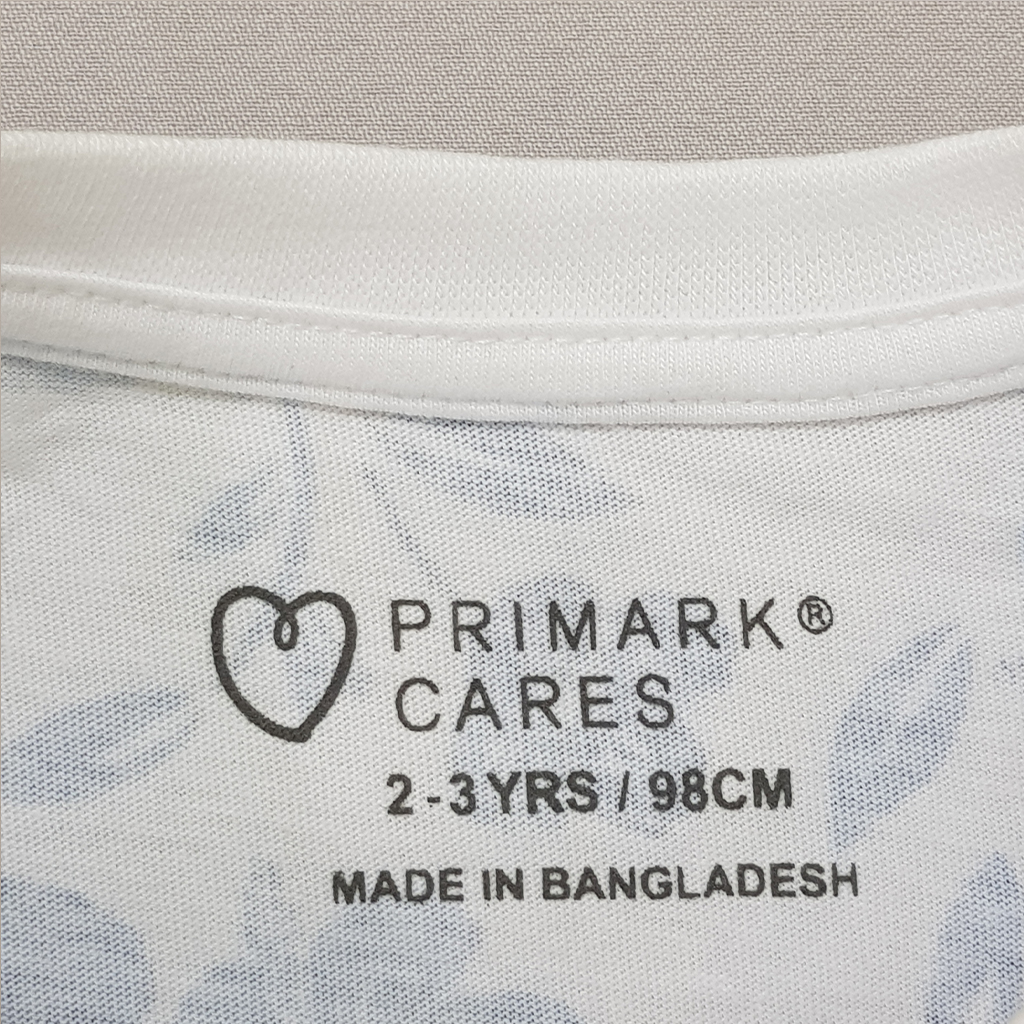 PRIMARK®
CARES
2-3YRS / 98CM
MADE IN BANGLADESH